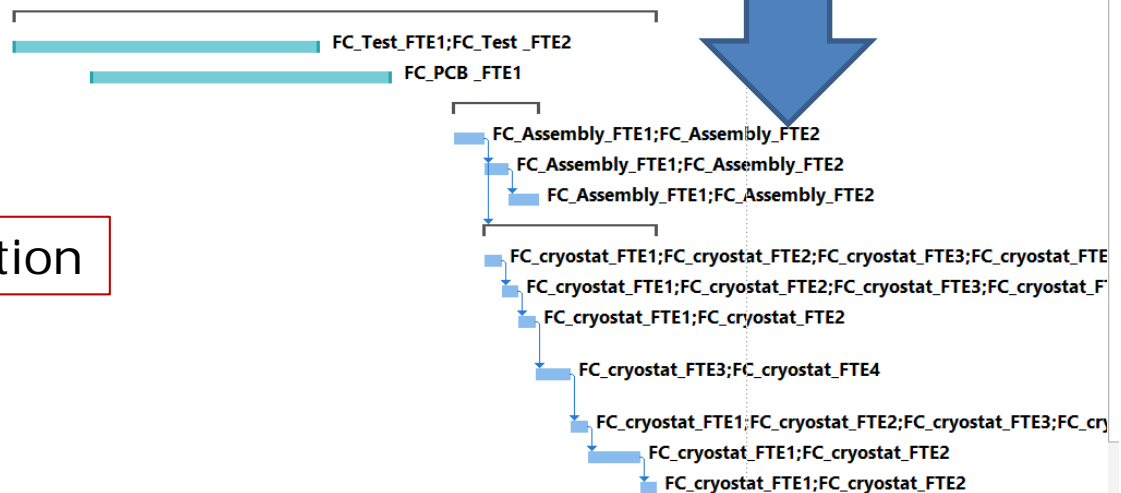 FC_Test_FTE1;FC_Test _FTE2
FC_PCB _FTE1
FC_Assembly_FTE1;FC_Assembly_FTE2
FC_Assembly_FTE1;FC_Assembly_FTE2
FC_Assembly_FTE1;FC_Assembly_FTE2
tion
FC_cryostat_FTE1;FC_cryostat_FTE2;FC_cryostat_FTE3;FC_cryostat_FTE
FC_cryostat_FTE1;FC_cryostat_FTE2;FC_cryostat_FTE3;FC_cryostat_F
FC_cryostat_FTE1;FC_cryostat_FTE2
FC_cryostat_FTE3;FC_cryostat_FTE4
FC_cryostat_FTE1;FC_cryostat_FTE2;FC_cryostat_FTE3;FC_cry
FC_cryostat_FTE1;FC_cryostat_FTE2
FC_cryostat_FTE1;FC_cryostat_FTE2